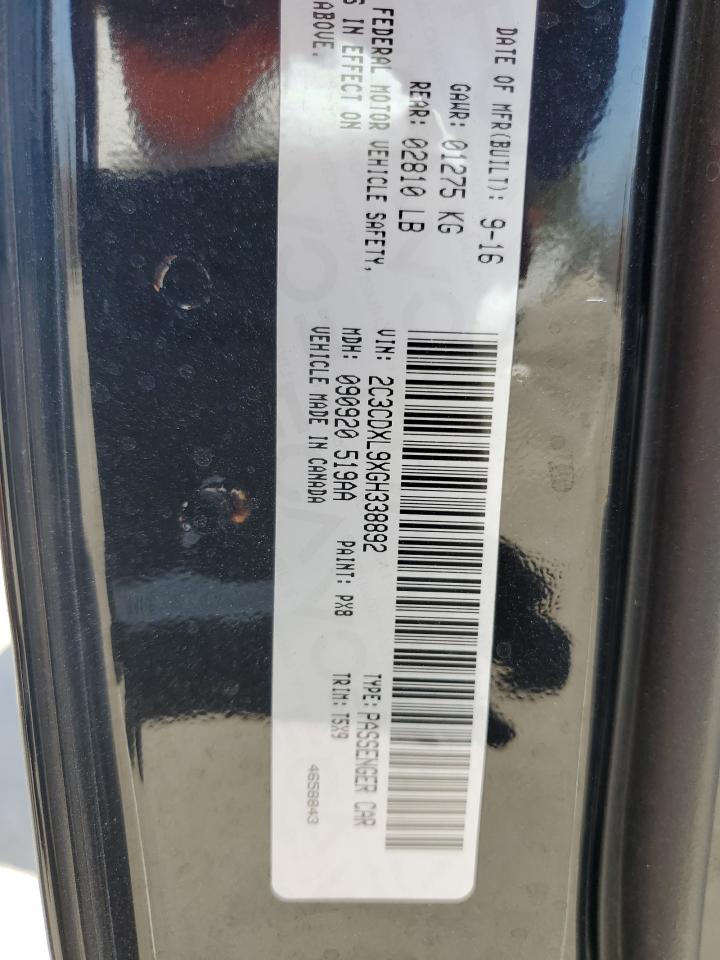 DATE OF MFR(BUILT): 9-16
GAWR: 01275 KG
REAR: 02810 LB
FEDERAL MOTOR VEHICLE SAFETY,
S IN EFFECT ON
ABOVE.
VIN: 2C3CDXL9XGH338892 TYPE: PASSENGER CAR
MDH: 090920 519AA PAINT: PX8 TRIM: T5X9
VEHICLE MADE IN CANADA
4658843